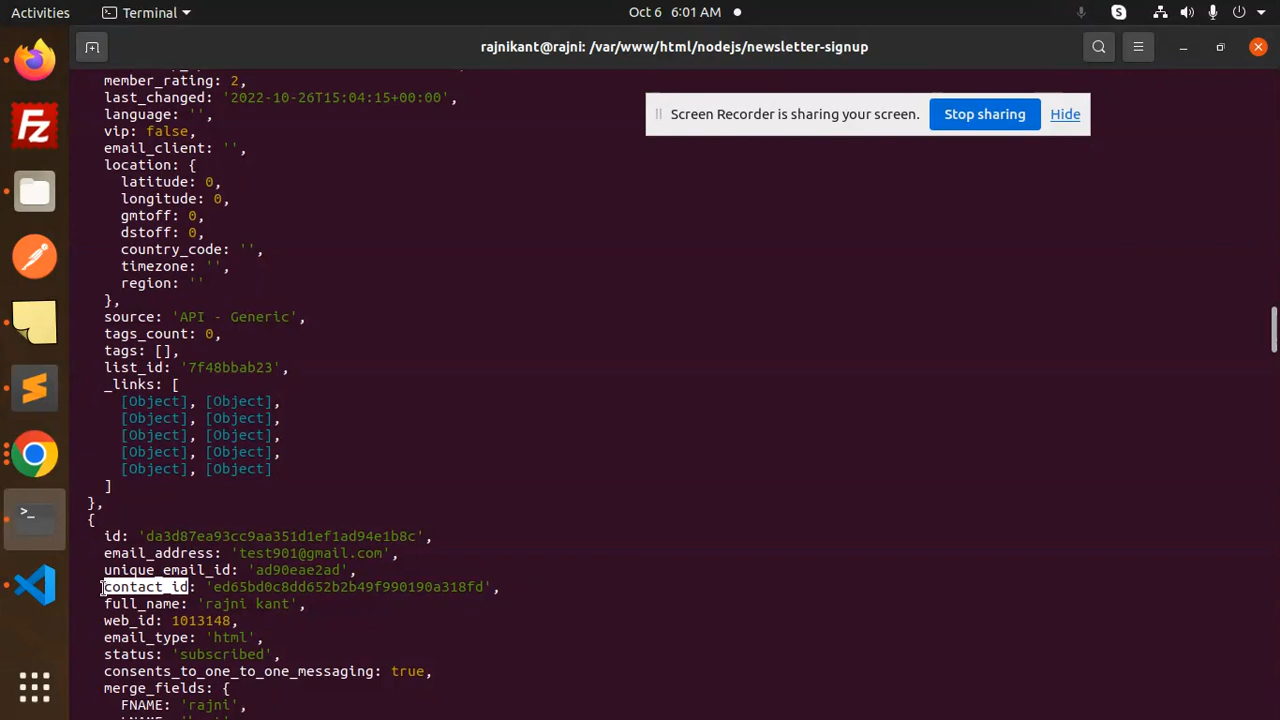 Activities
Terminal
Oct 6 6:01 AM
rajnikant@rajni: /var/www/html/nodejs/newsletter-signup
Screen Recorder is sharing your screen.
Stop sharing
Hide
member_rating: 2,
last_changed: '2022-10-26T15:04:15+00:00',
language: '',
vip: false,
email_client: '',
location: {
latitude: 0,
longitude: 0,
gmtoff: 0,
dstoff: 0,
country_code: '',
timezone: '',
region: ''
},
source: 'API - Generic',
tags_count: 0,
tags: [],
list_id: '7f48bbab23',
_links: [
[Object], [Object],
[Object], [Object],
[Object], [Object],
[Object], [Object],
[Object], [Object]
]
},
{
id: 'da3d87ea93cc9aa351d1ef1ad94e1b8c',
email_address: 'test901@gmail.com',
unique_email_id: 'ad90eae2ad',
contact_id: 'ed65bd0c8dd652b2b49f990190a318fd',
full_name: 'rajni kant',
web_id: 1013148,
email_type: 'html',
status: 'subscribed',
consents_to_one_to_one_messaging: true,
merge_fields: {
FNAME: 'rajni',